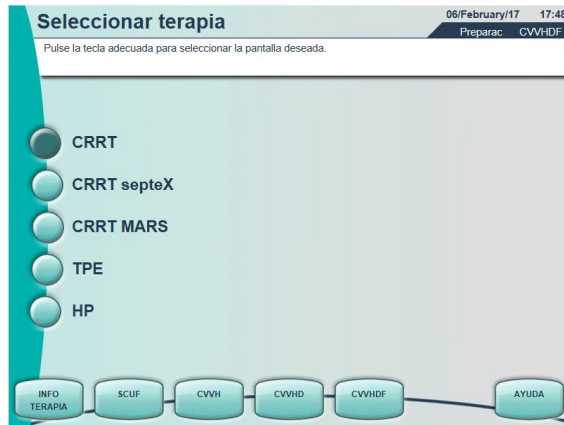 Seleccionar terapia
06/February/17 17:48
Preparac CVVHDF
Pulse la tecla adecuada para seleccionar la pantalla deseada.
CRRT
CRRT septeX
CRRT MARS
TPE
HP
INFO
TERAPIA
SCUF
CVVH
CVVHD
CVVHDF
AYUDA